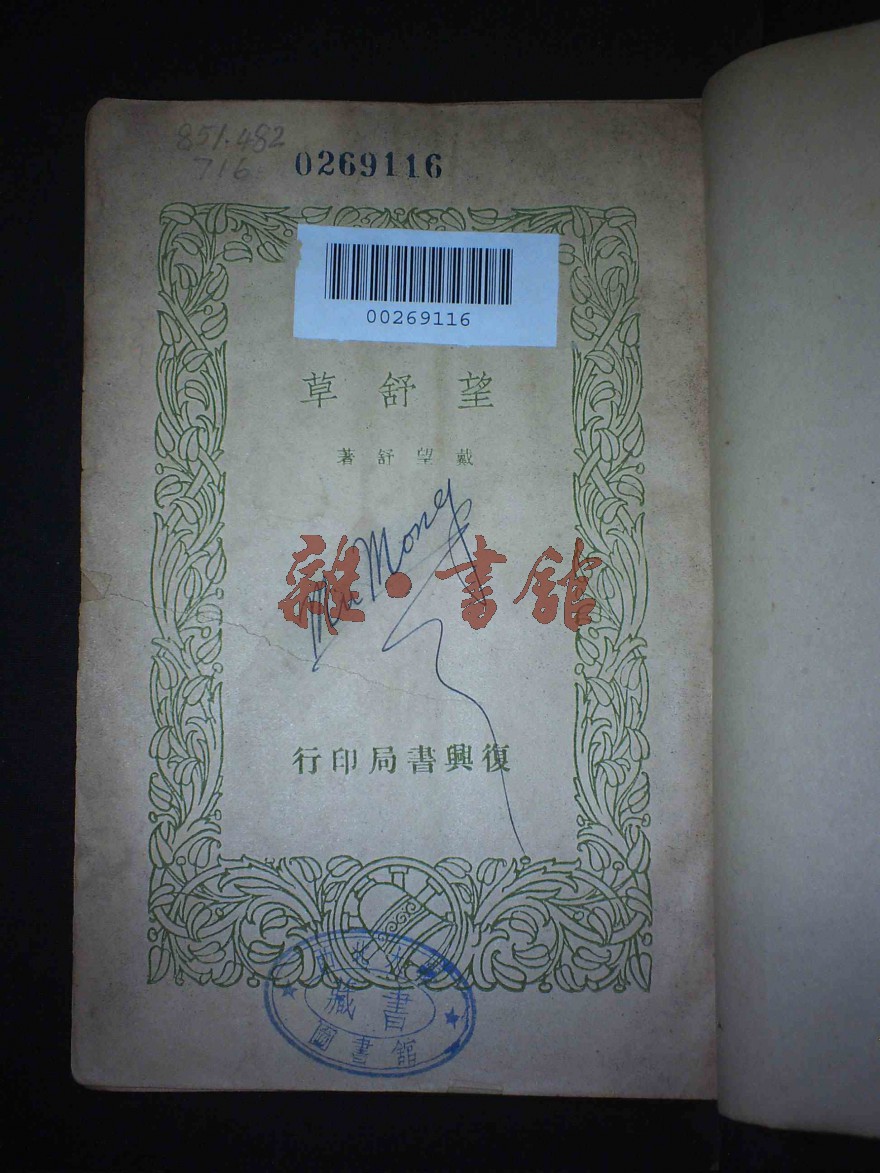 851.482
716
0269116
00269116
望舒草
戴望舒著
雜·書館
復興書局印行
藏書
圖書館